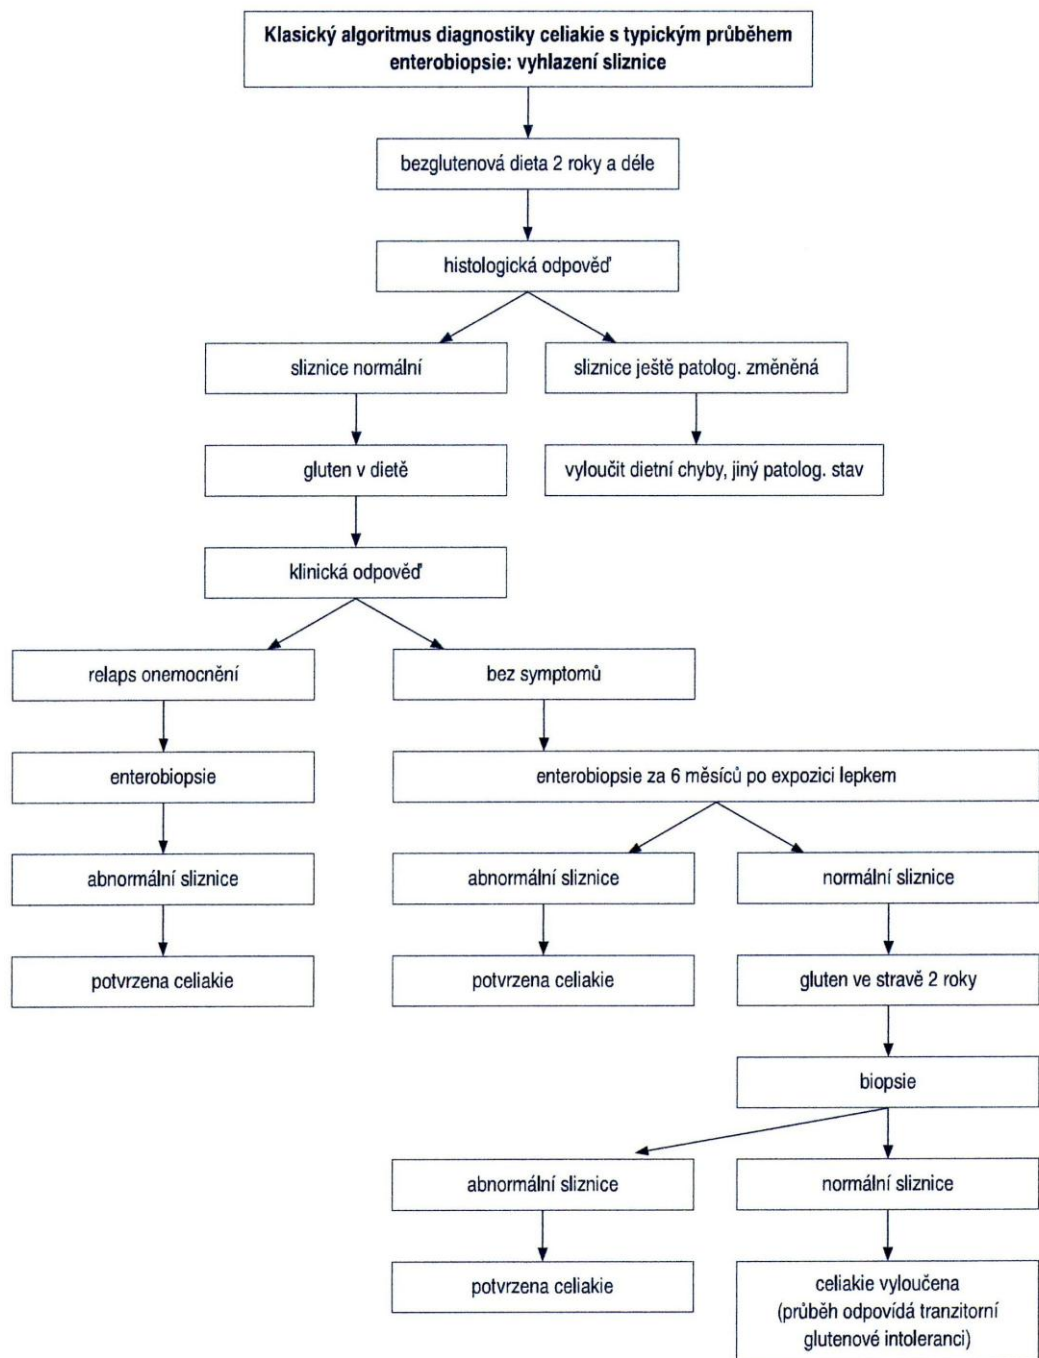 Klasický algoritmus diagnostiky celiakie s typickým průběhem
enterobiopsie: vyhlazení sliznice
bezglutenová dieta 2 roky a déle
histologická odpověď
sliznice normální
sliznice ještě patolog. změněná
gluten v dietě
vyloučit dietní chyby, jiný patolog. stav
klinická odpověď
relaps onemocnění
bez symptomů
enterobiopsie
enterobiopsie za 6 měsíců po expozici lepkem
abnormální sliznice
abnormální sliznice
normální sliznice
potvrzena celiakie
potvrzena celiakie
gluten ve stravě 2 roky
biopsie
abnormální sliznice
normální sliznice
potvrzena celiakie
celiakie vyloučena
(průběh odpovídá tranzitorní
glutenové intoleranci)